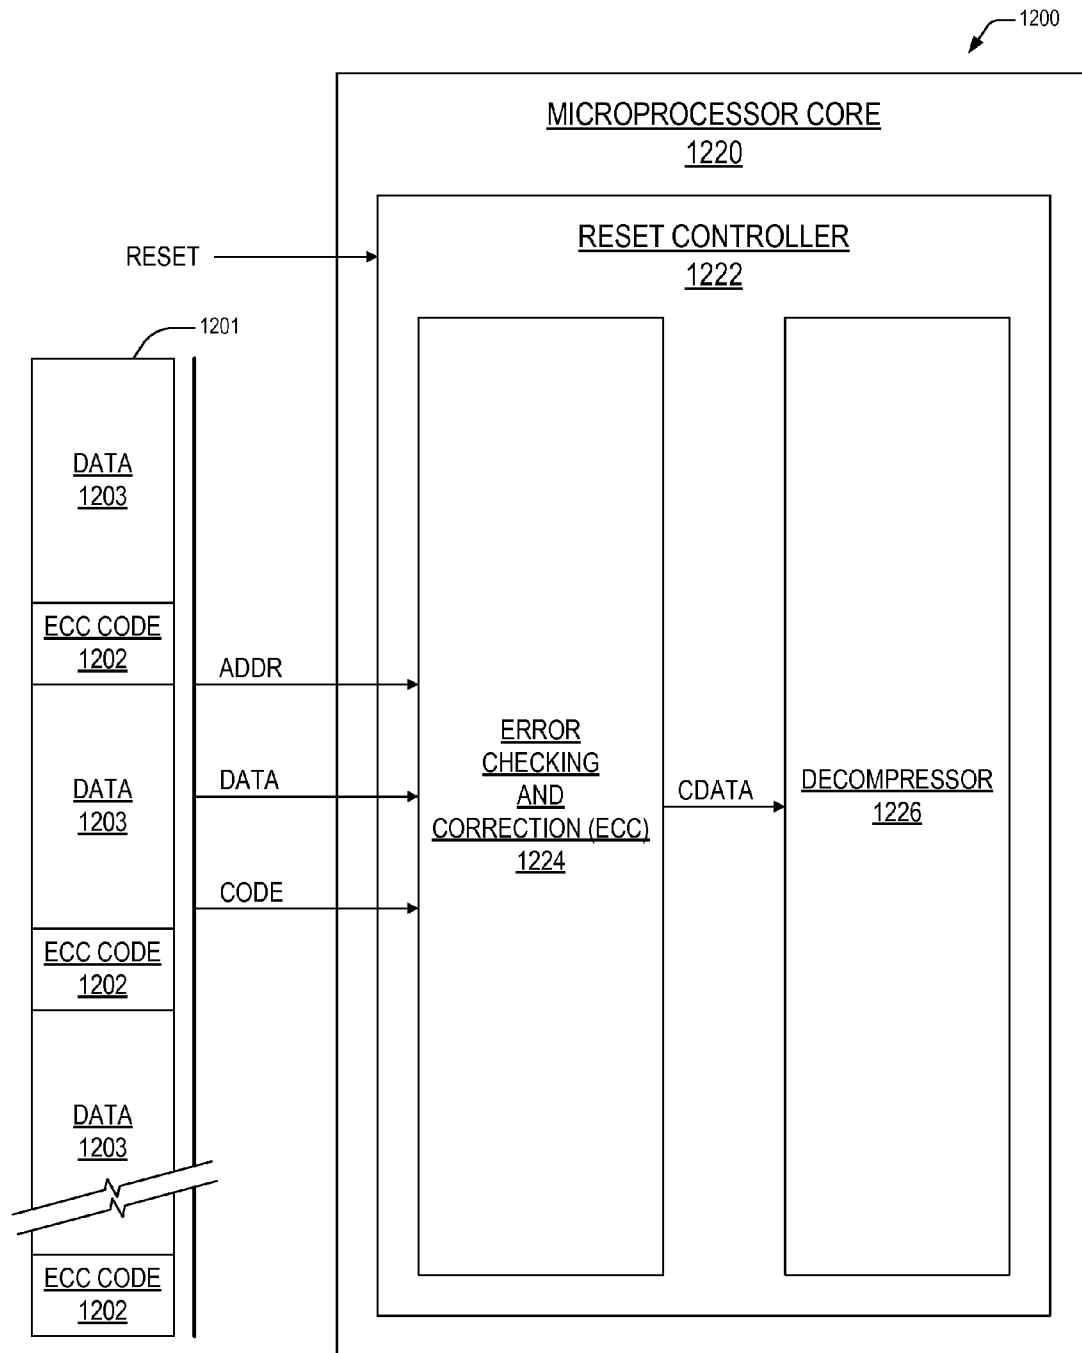 1200
MICROPROCESSOR CORE
1220
RESET CONTROLLER
1222
RESET
1201
DATA
1203
ECC CODE
1202
ADDR
DATA
1203
DATA
CODE
ERROR
CHECKING
AND
CORRECTION (ECC)
1224
CDATA
DECOMPRESSOR
1226
ECC CODE
1202
DATA
1203
ECC CODE
1202